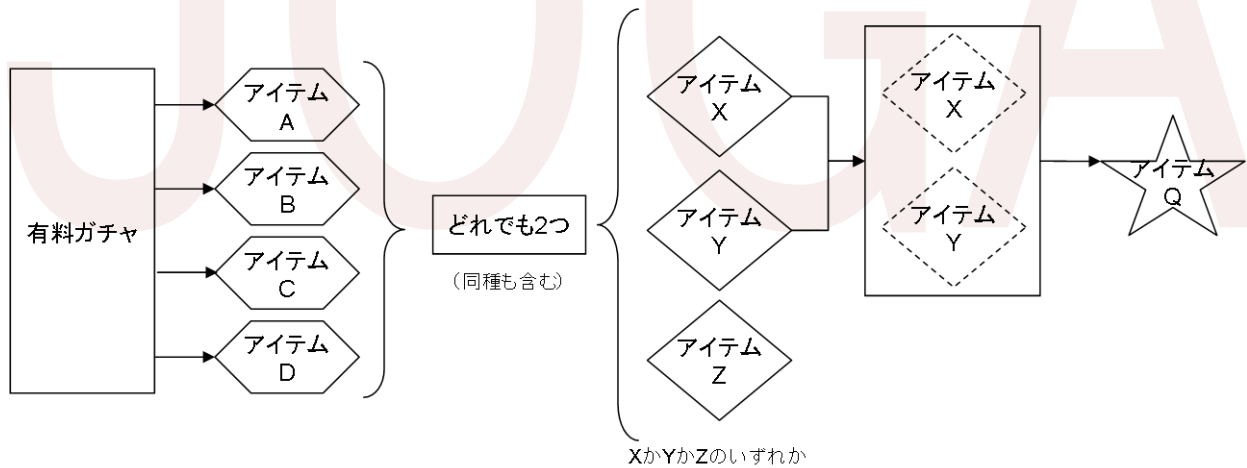 JOGA
有料ガチャ
アイテム
A
アイテム
B
アイテム
C
アイテム
D
どれでも2つ
（同種も含む）
アイテム
X
アイテム
Y
アイテム
Z
XかYかZのいずれか
アイテム
X
アイテム
Y
アイテム
Q